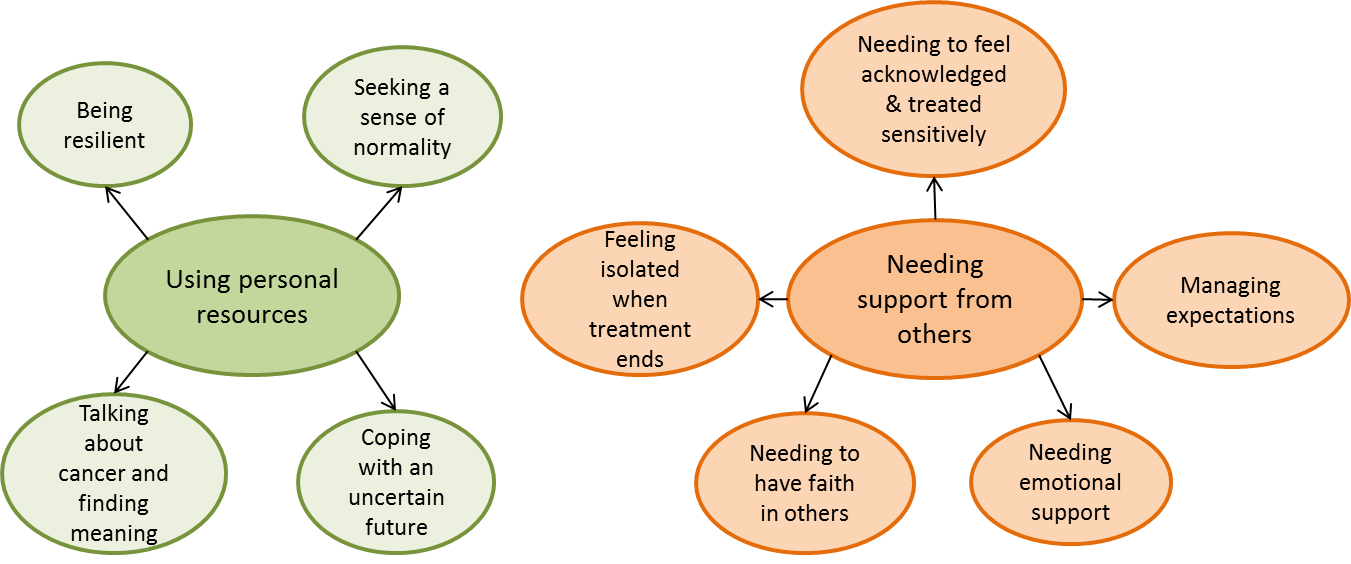 Being
resilient
Seeking a
sense of
normality
Using personal
resources
Talking
about
cancer and
finding
meaning
Coping
with an
uncertain
future
Needing to feel
acknowledged
& treated
sensitively
Feeling
isolated
when
treatment
ends
Needing
support from
others
Managing
expectations
Needing to
have faith
in others
Needing
emotional
support